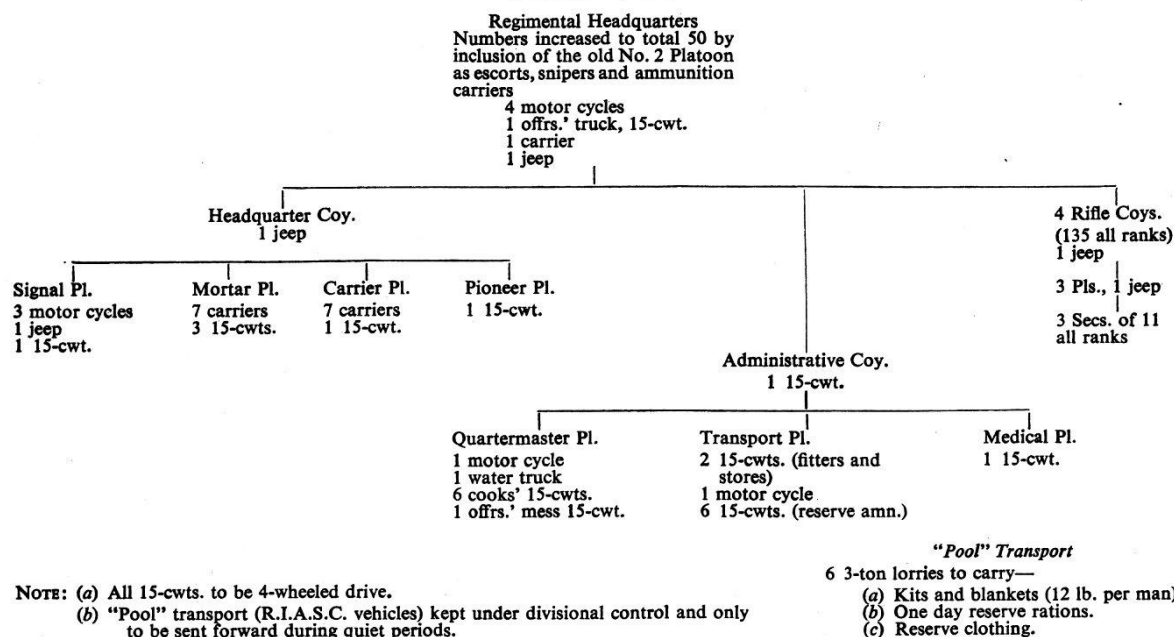 Regimental Headquarters
Numbers increased to total 50 by
inclusion of the old No. 2 Platoon
as escorts, snipers and ammunition
carriers
4 motor cycles
1 offrs.' truck, 15-cwt.
1 carrier
1 jeep
Headquarter Coy.
1 jeep
4 Rifle Coys.
(135 all ranks)
1 jeep
3 Pls., 1 jeep
3 Secs. of 11
all ranks
Signal Pl.
3 motor cycles
1 jeep
1 15-cwt.
Mortar Pl.
7 carriers
3 15-cwts.
Carrier Pl.
7 carriers
1 15-cwt.
Pioneer Pl.
1 15-cwt.
Administrative Coy.
1 15-cwt.
Quartermaster Pl.
1 motor cycle
1 water truck
6 cooks' 15-cwts.
1 offrs.' mess 15-cwt.
Transport Pl.
2 15-cwts. (fitters and
stores)
1 motor cycle
6 15-cwts. (reserve amn.)
Medical Pl.
1 15-cwt.
"Pool" Transport
6 3-ton lorries to carry—
(a) Kits and blankets (12 lb. per man)
(b) One day reserve rations.
(c) Reserve clothing.
NOTE: (a) All 15-cwts. to be 4-wheeled drive.
(b) "Pool" transport (R.I.A.S.C. vehicles) kept under divisional control and only
to be sent forward during quiet periods.